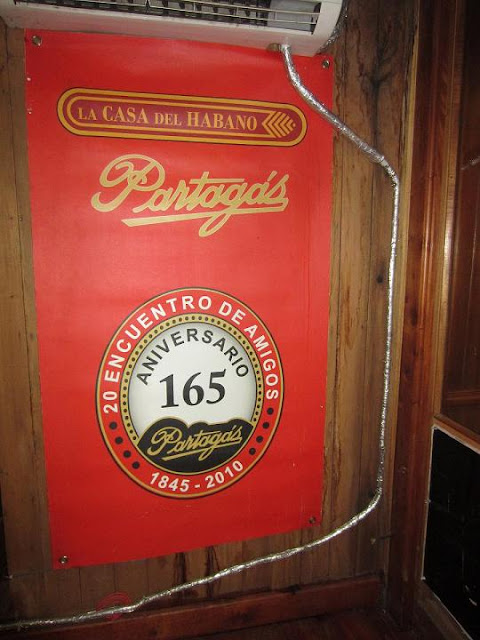 LA CASA DEL HABANO
Partagás
20 ENCUENTRO DE AMIGOS
ANIVERSARIO
165
Partagás
1845 - 2010